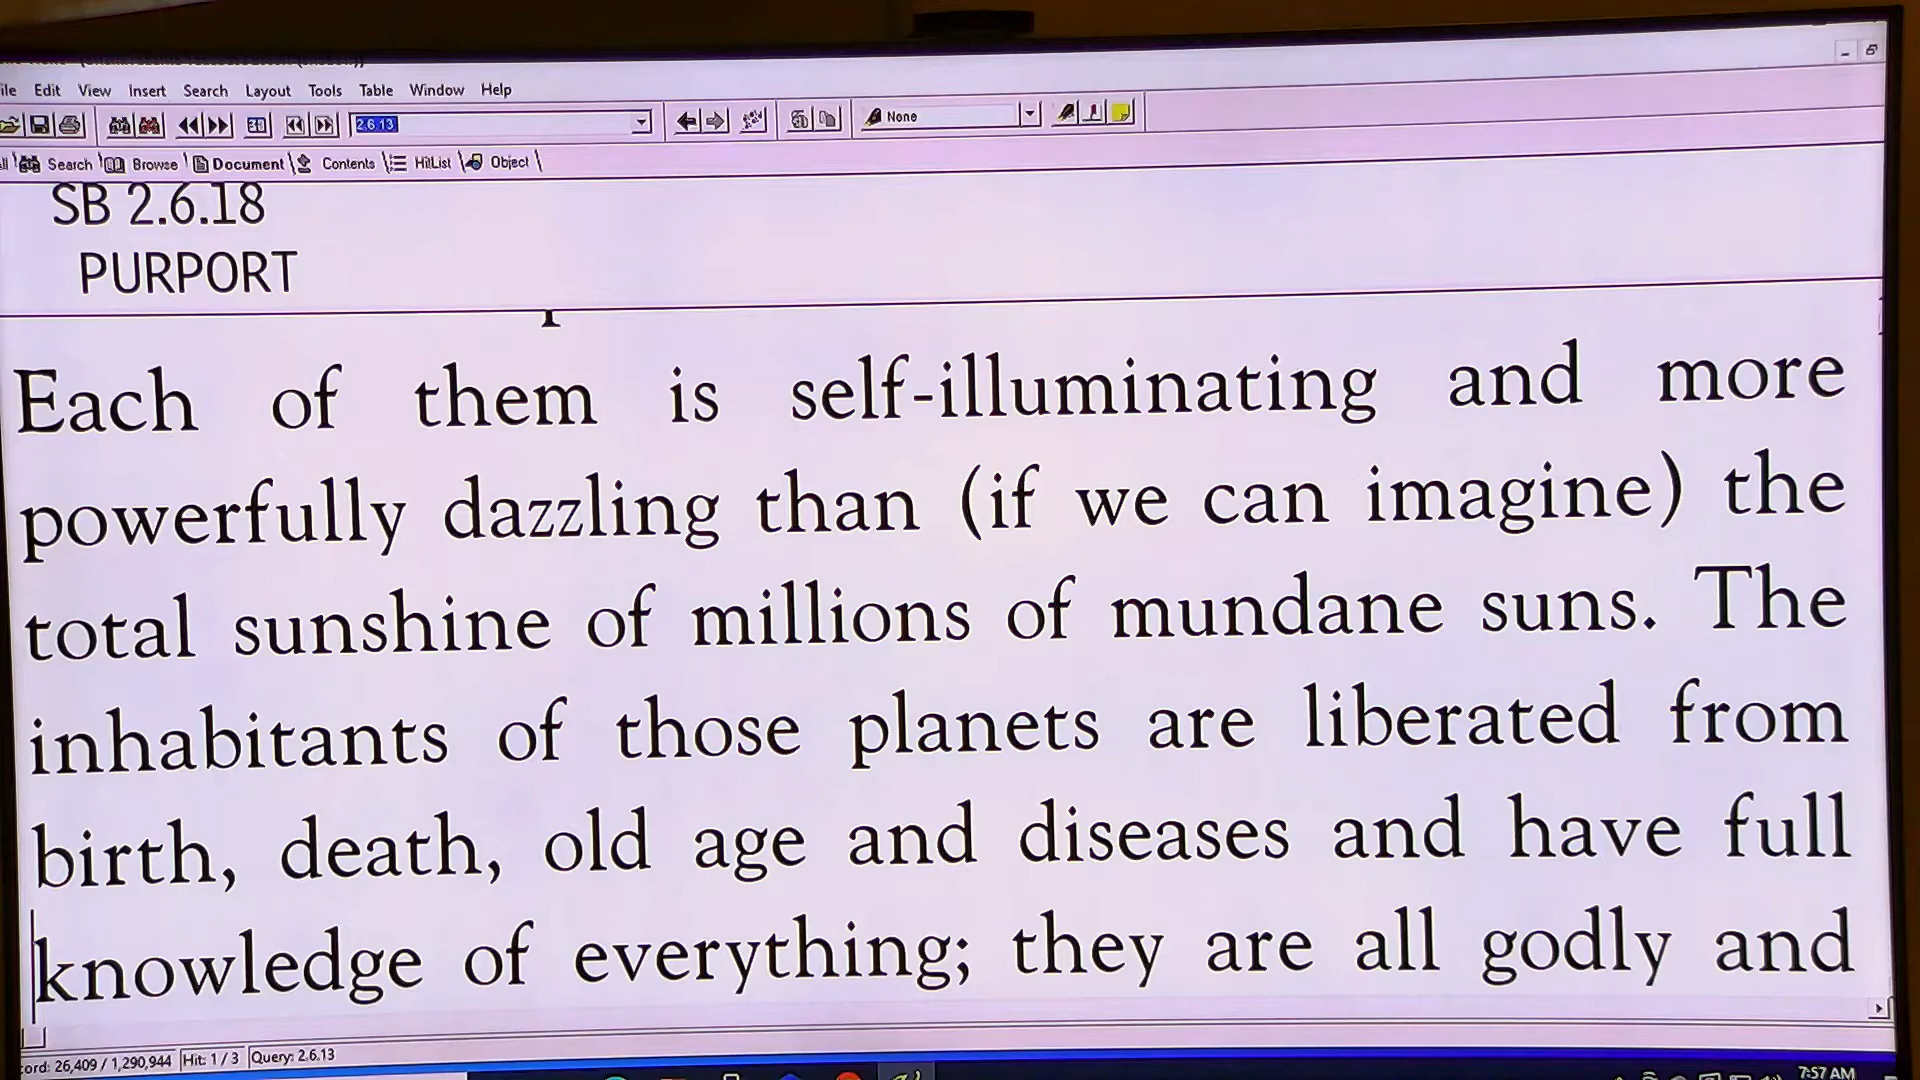 ile Edit View Insert Search Layout Tools Table Window Help
2.6.13 None
Search Browse Document Contents HitList Object
SB 2.6.18
PURPORT
Each of them is self-illuminating and more
powerfully dazzling than (if we can imagine) the
total sunshine of millions of mundane suns. The
inhabitants of those planets are liberated from
birth, death, old age and diseases and have full
knowledge of everything; they are all godly and
ord: 26,409 / 1,290,944 Hit: 1 / 3 Query: 2.6.13
7:57 AM